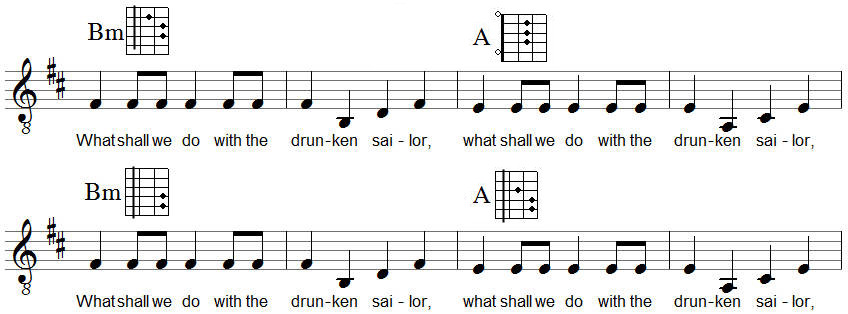 Bm A
8
What shall we do with the drun-ken sai - lor, what shall we do with the drun-ken sai - lor,
Bm A
8
What shall we do with the drun-ken sai - lor, what shall we do with the drun-ken sai - lor,